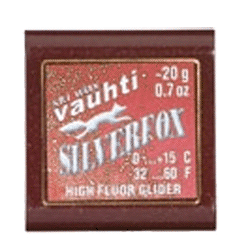 SKI WAX
vauhti
~20 g
0.7 oz
SILVERFOX
0 ... +15 C
32 ... 60 F
HIGH FLUOR GLIDER